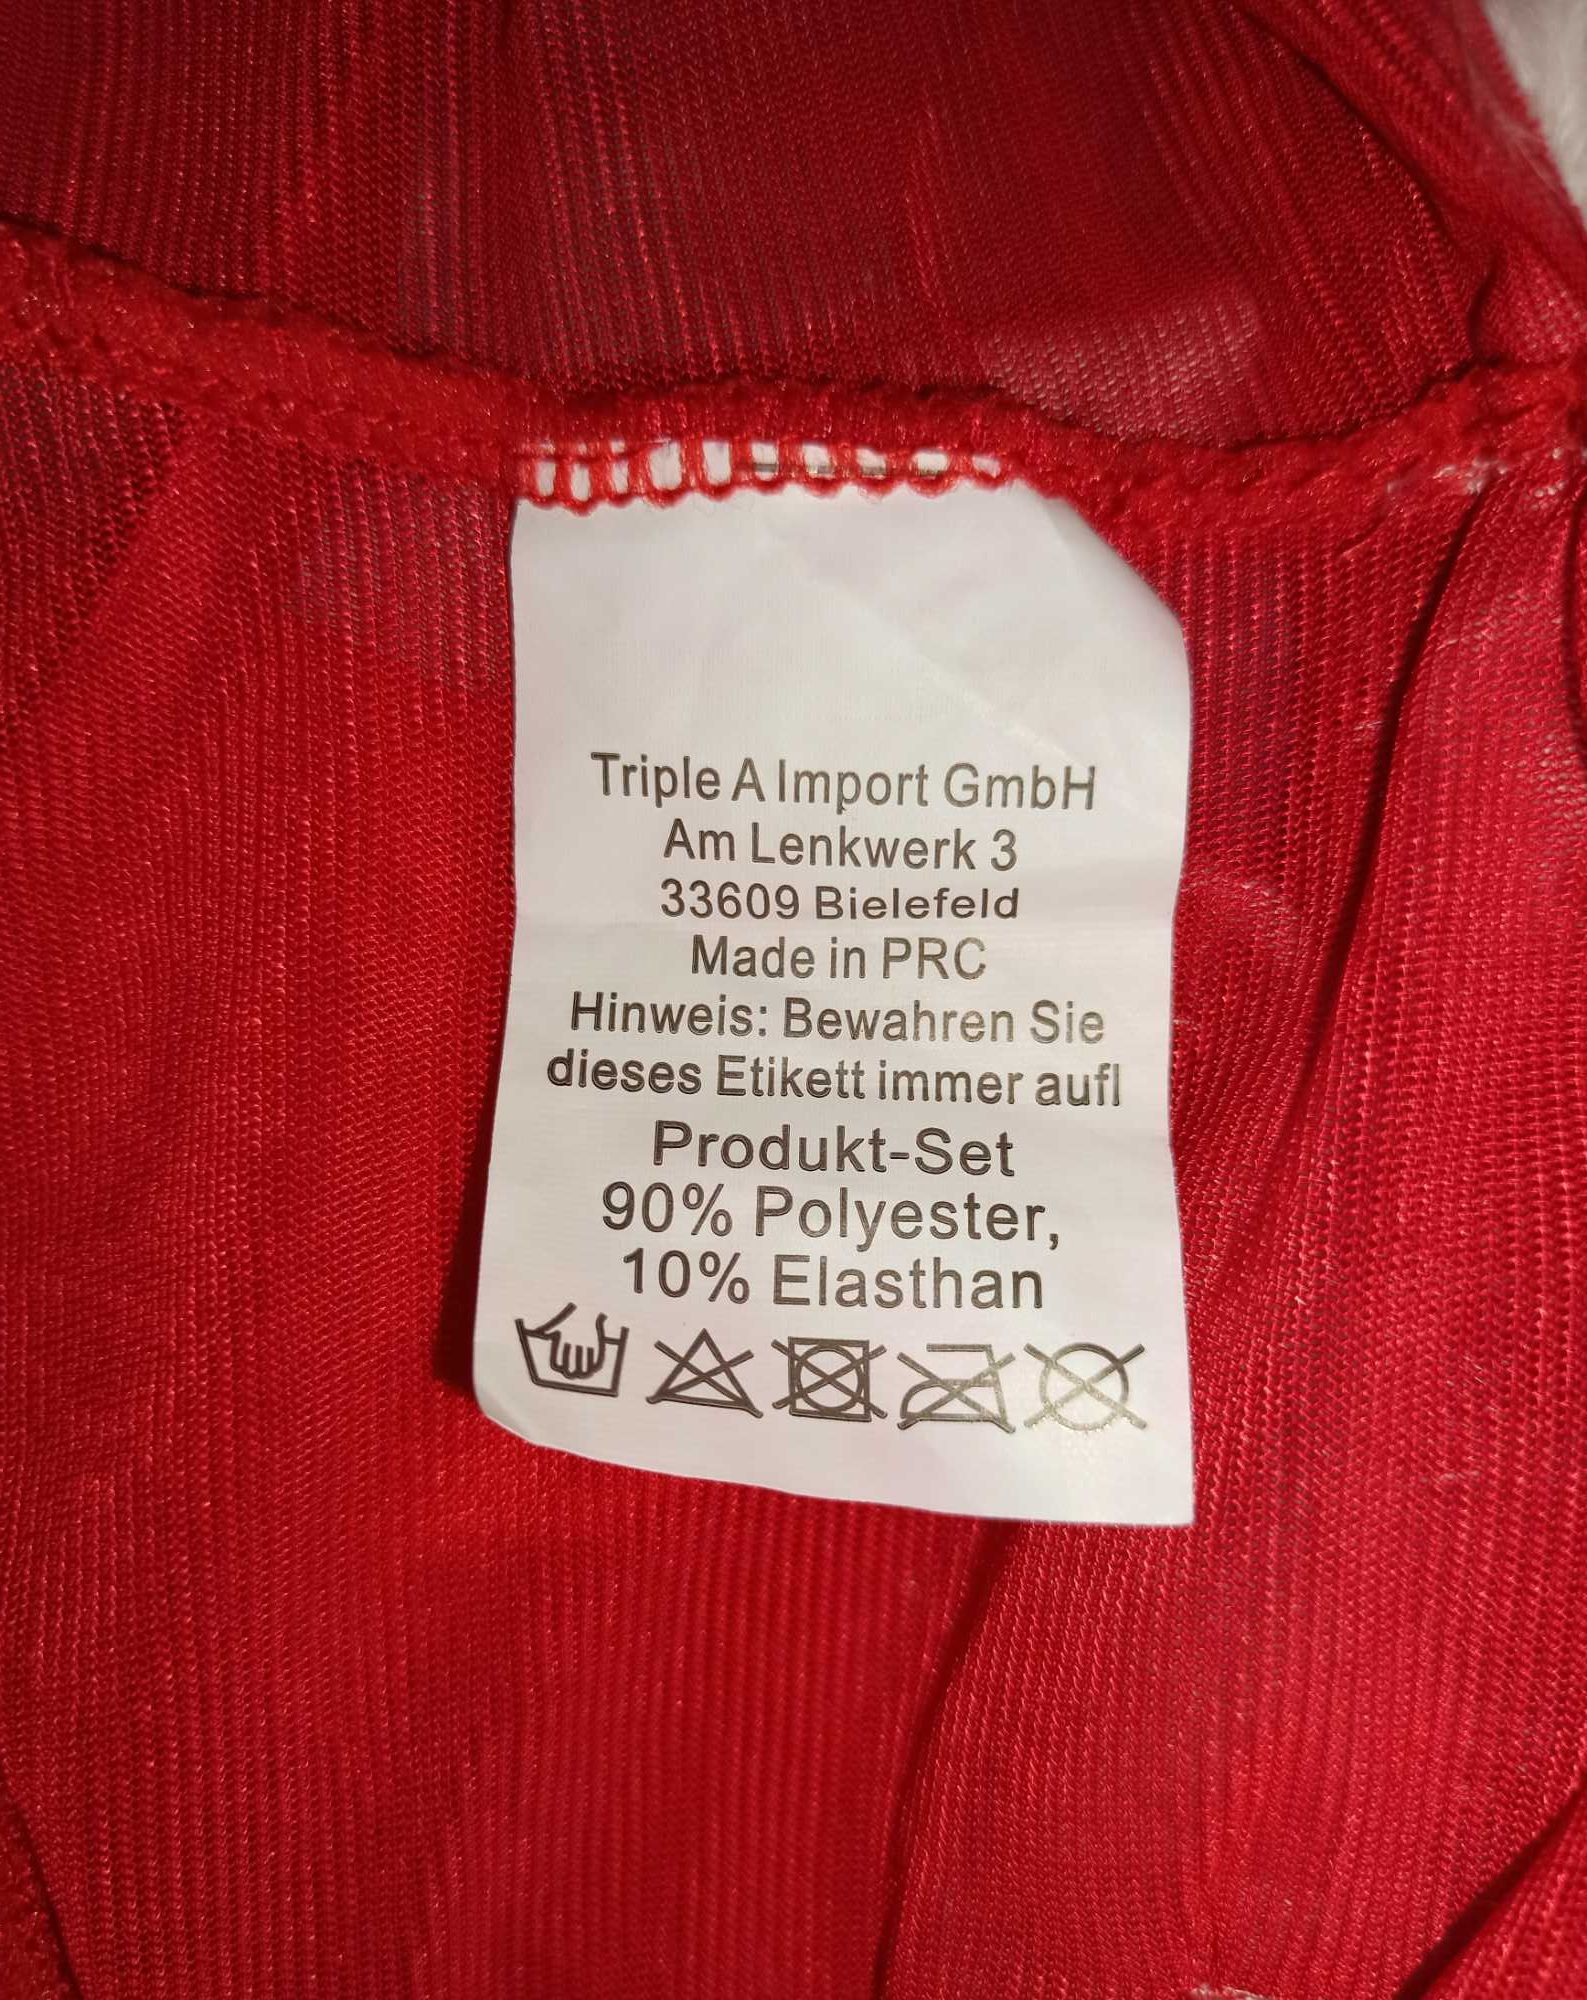 Triple A Import GmbH
Am Lenkwerk 3
33609 Bielefeld
Made in PRC
Hinweis: Bewahren Sie
dieses Etikett immer aufl
Produkt-Set
90% Polyester,
10% Elasthan